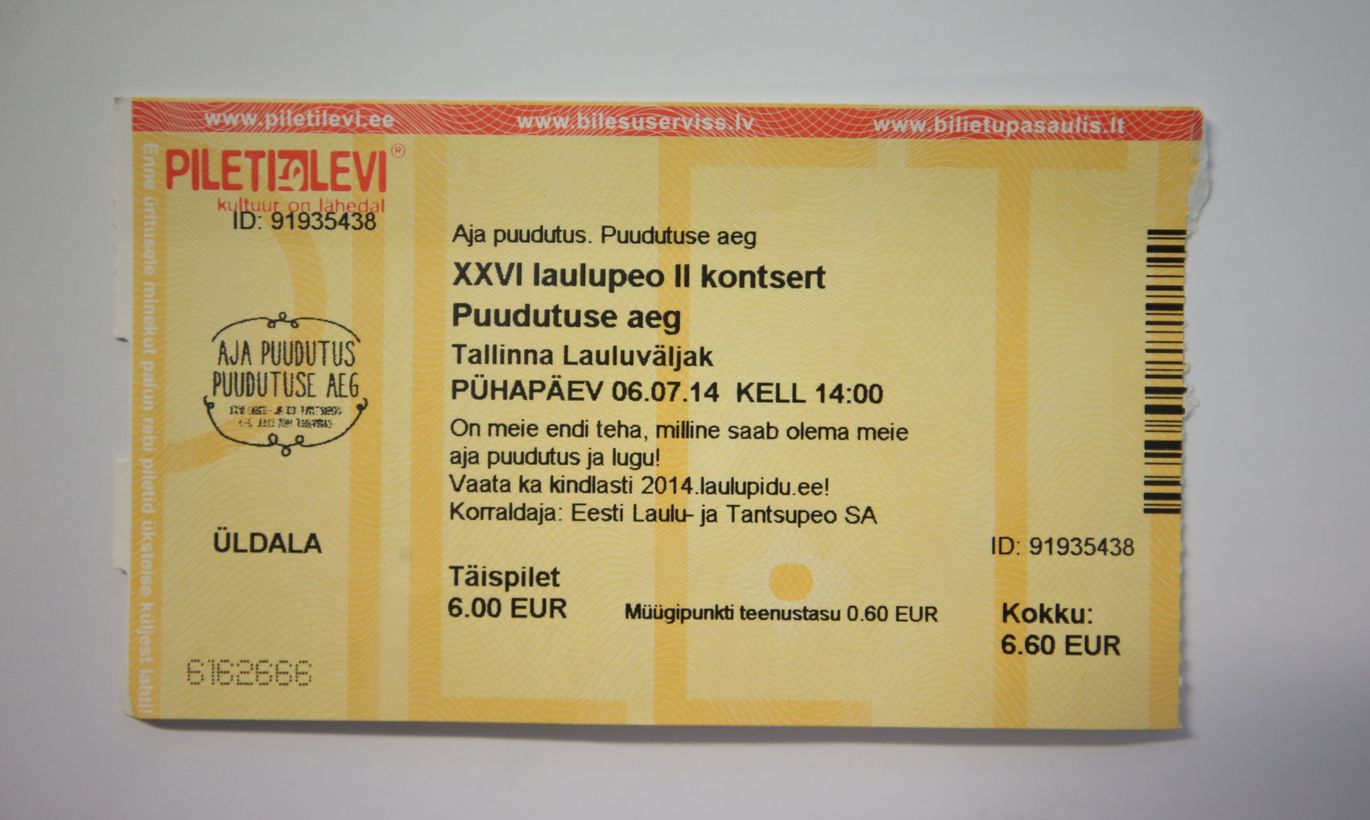 www.piletilevi.ee www.bilesuserviss.lv www.bilietupasaulis.lt
PILETILEVI®
kultuur on lähedal
ID: 91935438
Enne üritusele minekut palun rebi piletid üksteise küljest lahti!
AJA PUUDUTUS
PUUDUTUSE AEG
ÜLDALA
6162666
Aja puudutus. Puudutuse aeg
XXVI laulupeo II kontsert
Puudutuse aeg
Tallinna Lauluväljak
PÜHAPÄEV 06.07.14 KELL 14:00
On meie endi teha, milline saab olema meie
aja puudutus ja lugu!
Vaata ka kindlasti 2014.laulupidu.ee!
Korraldaja: Eesti Laulu- ja Tantsupeo SA
Täispilet
6.00 EUR
Müügipunkti teenustasu 0.60 EUR
ID: 91935438
Kokku:
6.60 EUR